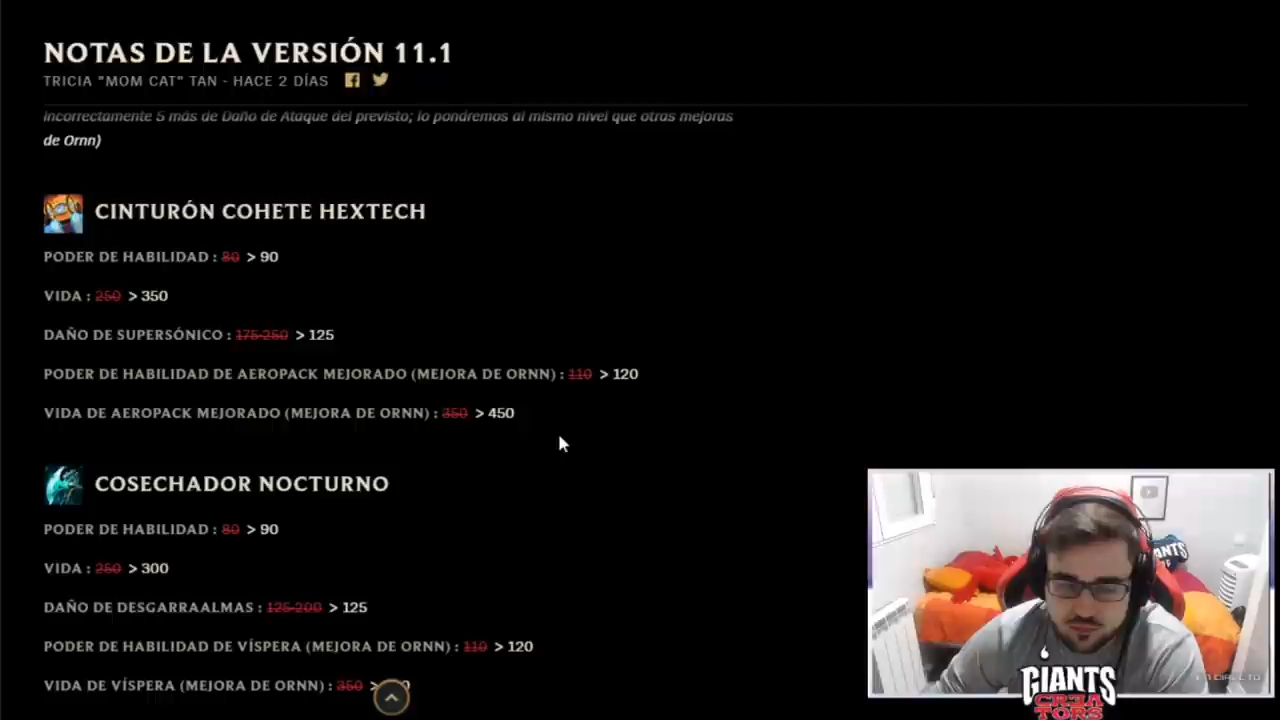 NOTAS DE LA VERSIÓN 11.1
TRICIA "MOM CAT" TAN - HACE 2 DÍAS
incorrectamente 5 más de Daño de Ataque del previsto; lo pondremos al mismo nivel que otras mejoras
de Ornn)
CINTURÓN COHETE HEXTECH
PODER DE HABILIDAD : 80 > 90
VIDA : 250 > 350
DAÑO DE SUPERSÓNICO : 175-250 > 125
PODER DE HABILIDAD DE AEROPACK MEJORADO (MEJORA DE ORNN) : 110 > 120
VIDA DE AEROPACK MEJORADO (MEJORA DE ORNN) : 350 > 450
COSECHADOR NOCTURNO
PODER DE HABILIDAD : 80 > 90
VIDA : 250 > 300
DAÑO DE DESGARRAALMAS : 125-200 > 125
PODER DE HABILIDAD DE VÍSPERA (MEJORA DE ORNN) : 110 > 120
VIDA DE VÍSPERA (MEJORA DE ORNN) : 350 >
GIANTS
CR3A
TORS